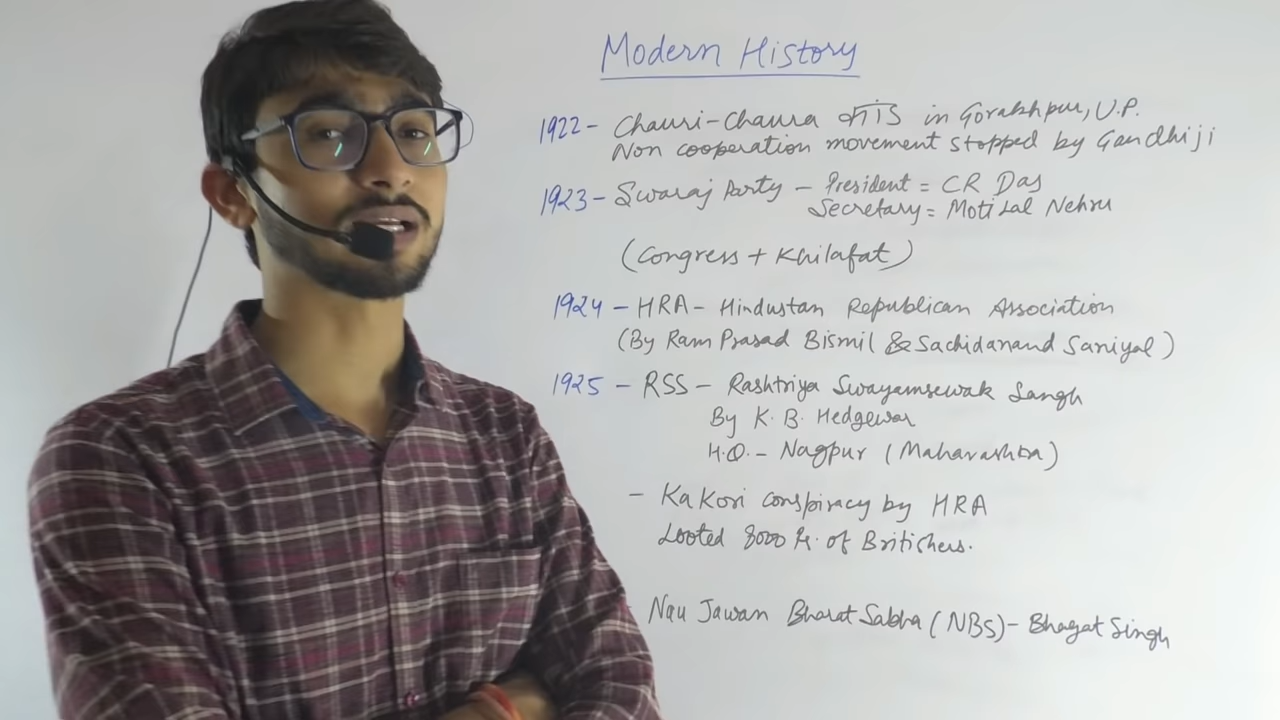 Modern History
1922 - Chauri-Chaura कांड in Gorakhpur, U.P.
Non cooperation movement stopped by Gandhiji
1923 - Swaraj Party - President = CR Das
Secretary = Moti Lal Nehru
(Congress + Khilafat)
1924 - HRA - Hindustan Republican Association
(By Ram Prasad Bismil & Sachidanand Saniyal)
1925 - RSS - Rashtriya Swayamsewak Sangh
By K. B. Hedgewar
H.Q. - Nagpur (Maharashtra)
- Kakori conspiracy by HRA
Looted 8000 Rs. of Britishers.
Nau Jawan Bharat Sabha (NBS) - Bhagat Singh